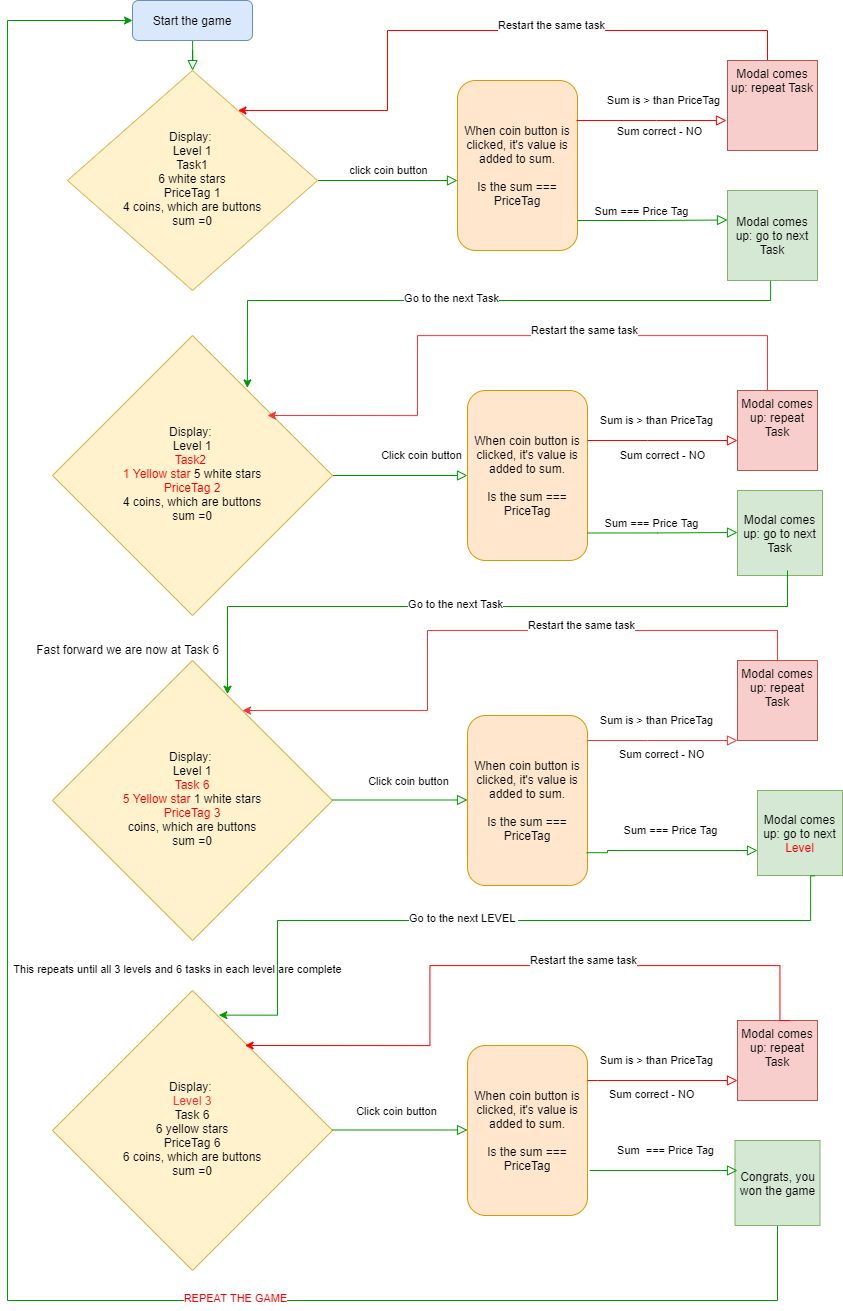 Start the game
Restart the same task
Modal comes
up: repeat Task
Sum is > than PriceTag
Sum correct - NO
Display:
Level 1
Task1
6 white stars
PriceTag 1
4 coins, which are buttons
sum =0
click coin button
When coin button is
clicked, it's value is
added to sum.
Is the sum ===
PriceTag
Sum === Price Tag
Modal comes
up: go to next
Task
Go to the next Task
Restart the same task
Modal comes
up: repeat
Task
Sum is > than PriceTag
Sum correct - NO
Display:
Level 1
Task2
1 Yellow star 5 white stars
PriceTag 2
4 coins, which are buttons
sum =0
Click coin button
When coin button is
clicked, it's value is
added to sum.
Is the sum ===
PriceTag
Sum === Price Tag
Modal comes
up: go to next
Task
Go to the next Task
Fast forward we are now at Task 6
Restart the same task
Modal comes
up: repeat
Task
Sum is > than PriceTag
Sum correct - NO
Display:
Level 1
Task 6
5 Yellow star 1 white stars
PriceTag 3
coins, which are buttons
sum =0
Click coin button
When coin button is
clicked, it's value is
added to sum.
Is the sum ===
PriceTag
Sum === Price Tag
Modal comes
up: go to next
Level
Go to the next LEVEL
This repeats until all 3 levels and 6 tasks in each level are complete
Restart the same task
Modal comes
up: repeat
Task
Sum is > than PriceTag
Sum correct - NO
Display:
Level 3
Task 6
6 yellow stars
PriceTag 6
6 coins, which are buttons
sum =0
Click coin button
When coin button is
clicked, it's value is
added to sum.
Is the sum ===
PriceTag
Sum === Price Tag
Congrats, you
won the game
REPEAT THE GAME